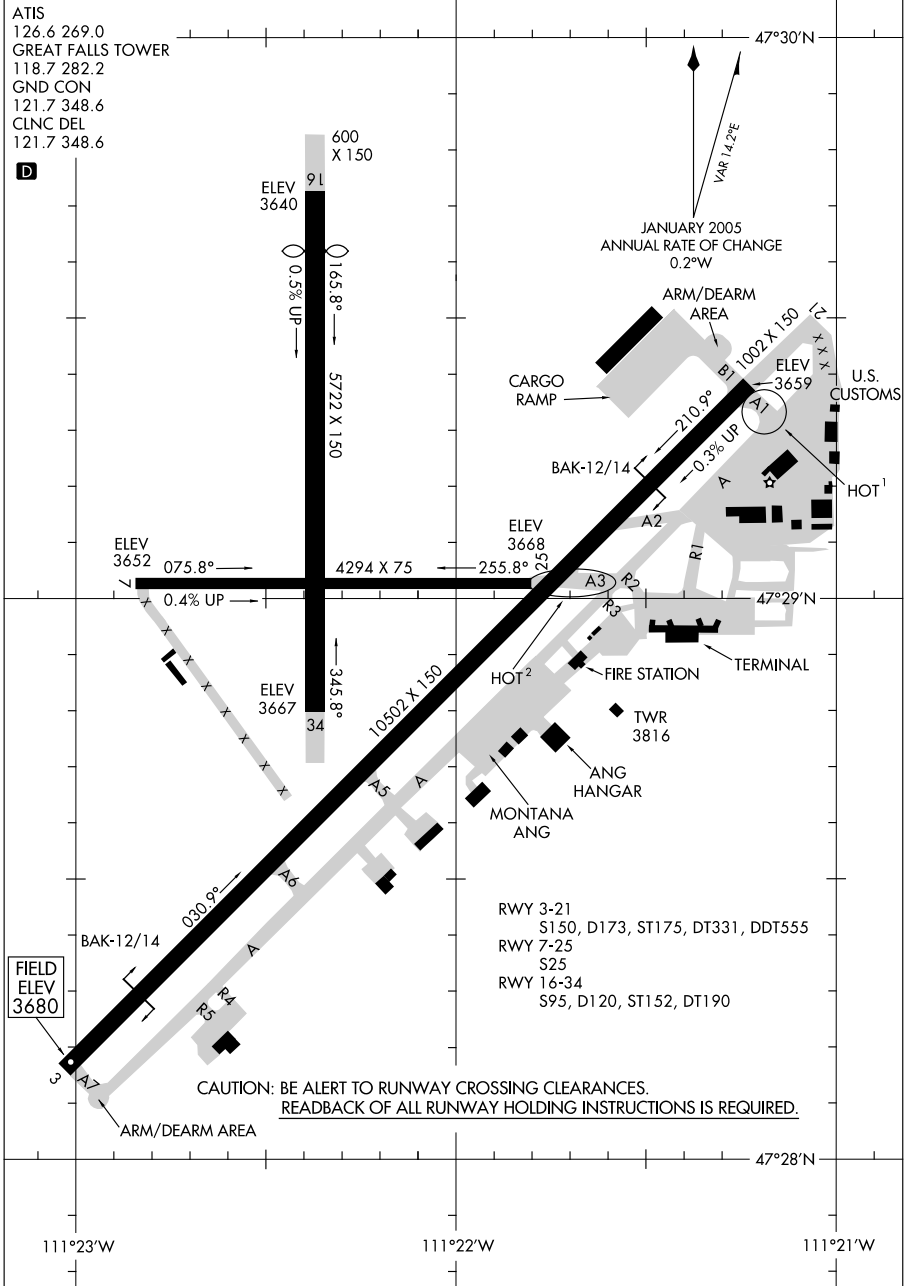 ATIS
126.6 269.0
GREAT FALLS TOWER
118.7 282.2
GND CON
121.7 348.6
CLNC DEL
121.7 348.6
D
47°30'N
VAR 14.2°E
JANUARY 2005
ANNUAL RATE OF CHANGE
0.2°W
600
X 150
16
ELEV
3640
0.5% UP
165.8°
5722 X 150
ARM/DEARM
AREA
1002 X 150
21
X X X
B1
ELEV
3659
U.S.
CUSTOMS
CARGO
RAMP
A1
210.9°
0.3% UP
BAK-12/14
A
HOT¹
A2
ELEV
3668
25
R1
ELEV
3652
075.8°
4294 X 75
255.8°
7
A3
R2
0.4% UP
47°29'N
R3
X X X X X X X
TERMINAL
HOT²
FIRE STATION
345.8°
ELEV
3667
34
10502 X 150
TWR
3816
ANG
HANGAR
A5
A
MONTANA
ANG
A6
030.9°
RWY 3-21
S150, D173, ST175, DT331, DDT555
RWY 7-25
S25
RWY 16-34
S95, D120, ST152, DT190
BAK-12/14
A
FIELD
ELEV
3680
R4
R5
3
A7
CAUTION: BE ALERT TO RUNWAY CROSSING CLEARANCES.
READBACK OF ALL RUNWAY HOLDING INSTRUCTIONS IS REQUIRED.
ARM/DEARM AREA
47°28'N
111°23'W
111°22'W
111°21'W